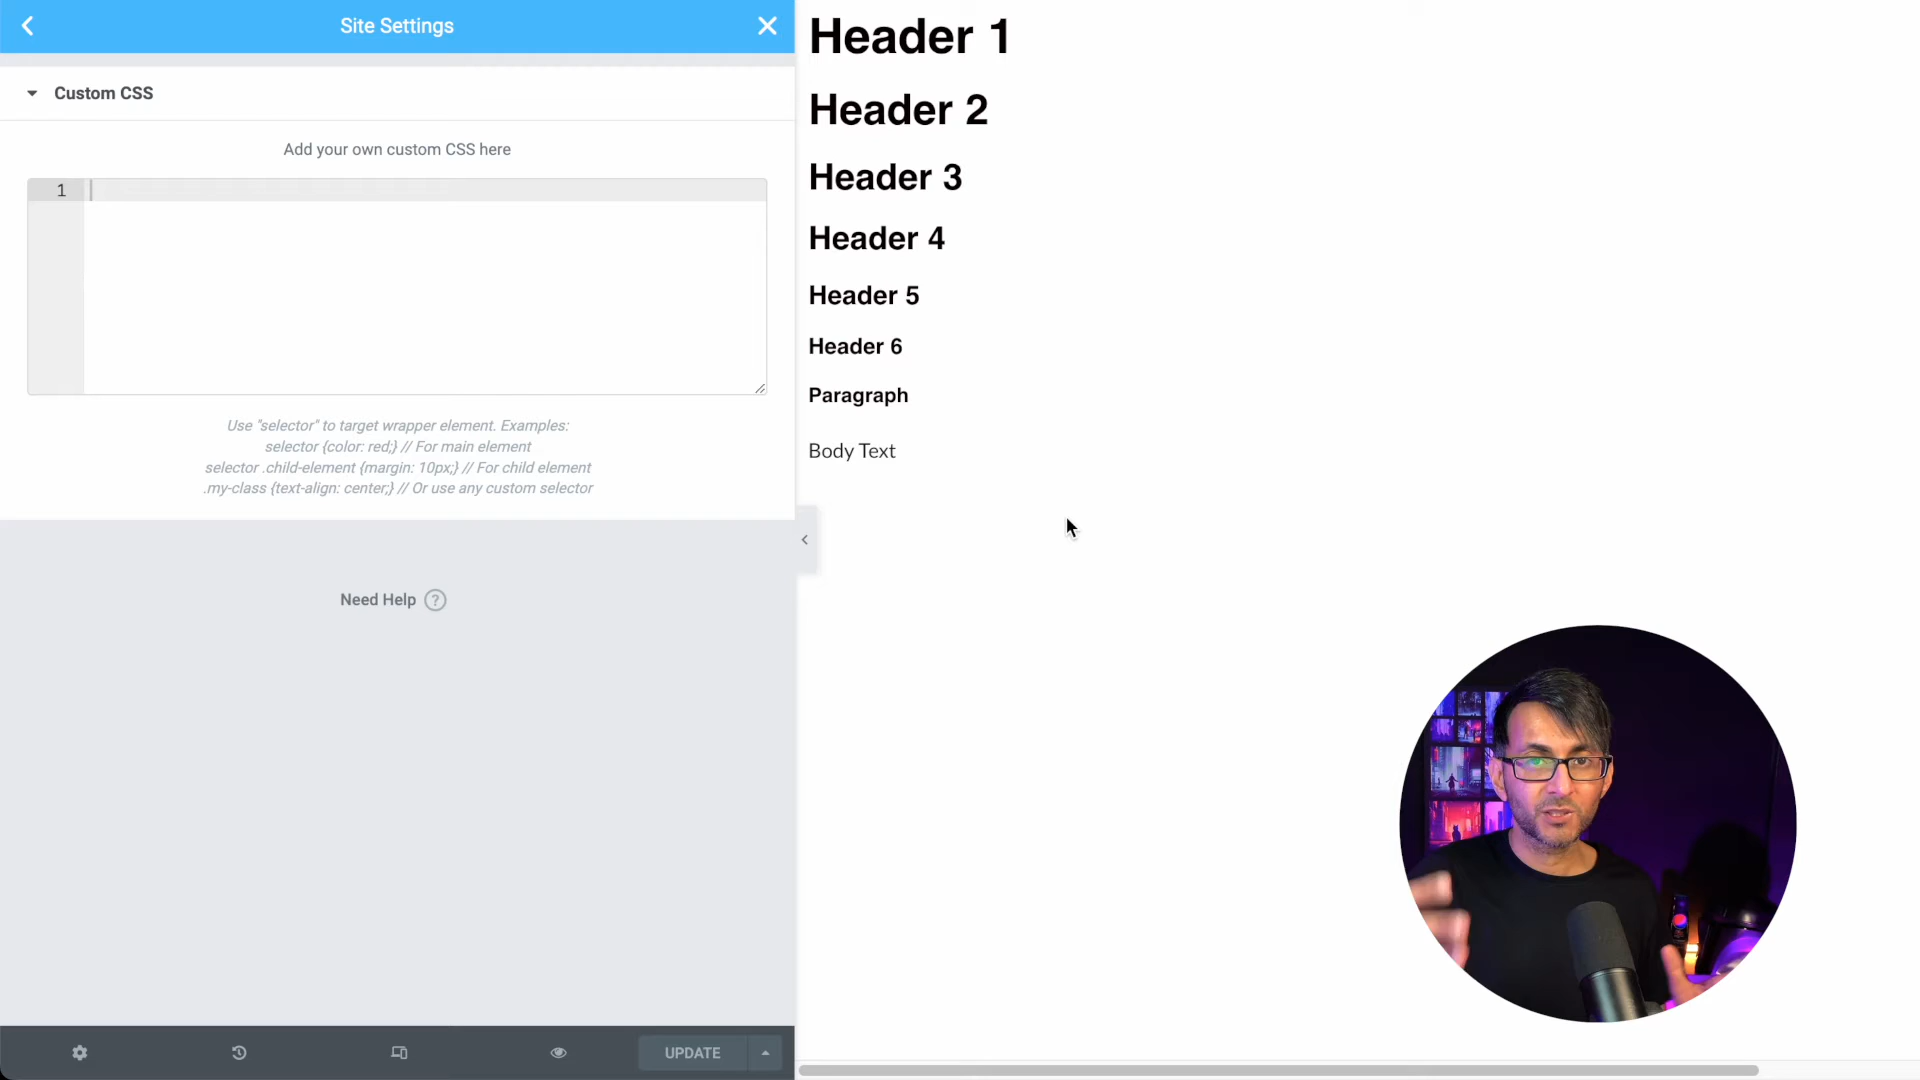 Site Settings
Custom CSS
Add your own custom CSS here
1
Use "selector" to target wrapper element. Examples:
selector {color: red;} // For main element
selector .child-element {margin: 10px;} // For child element
.my-class {text-align: center;} // Or use any custom selector
Need Help ?
UPDATE
Header 1
Header 2
Header 3
Header 4
Header 5
Header 6
Paragraph
Body Text